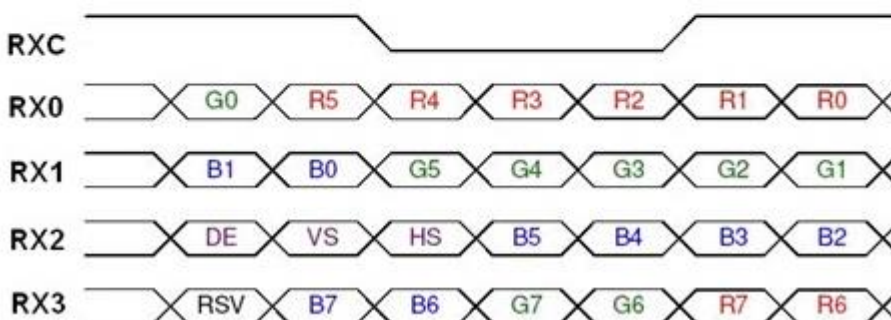 RXC
RX0 G0 R5 R4 R3 R2 R1 R0
RX1 B1 B0 G5 G4 G3 G2 G1
RX2 DE VS HS B5 B4 B3 B2
RX3 RSV B7 B6 G7 G6 R7 R6